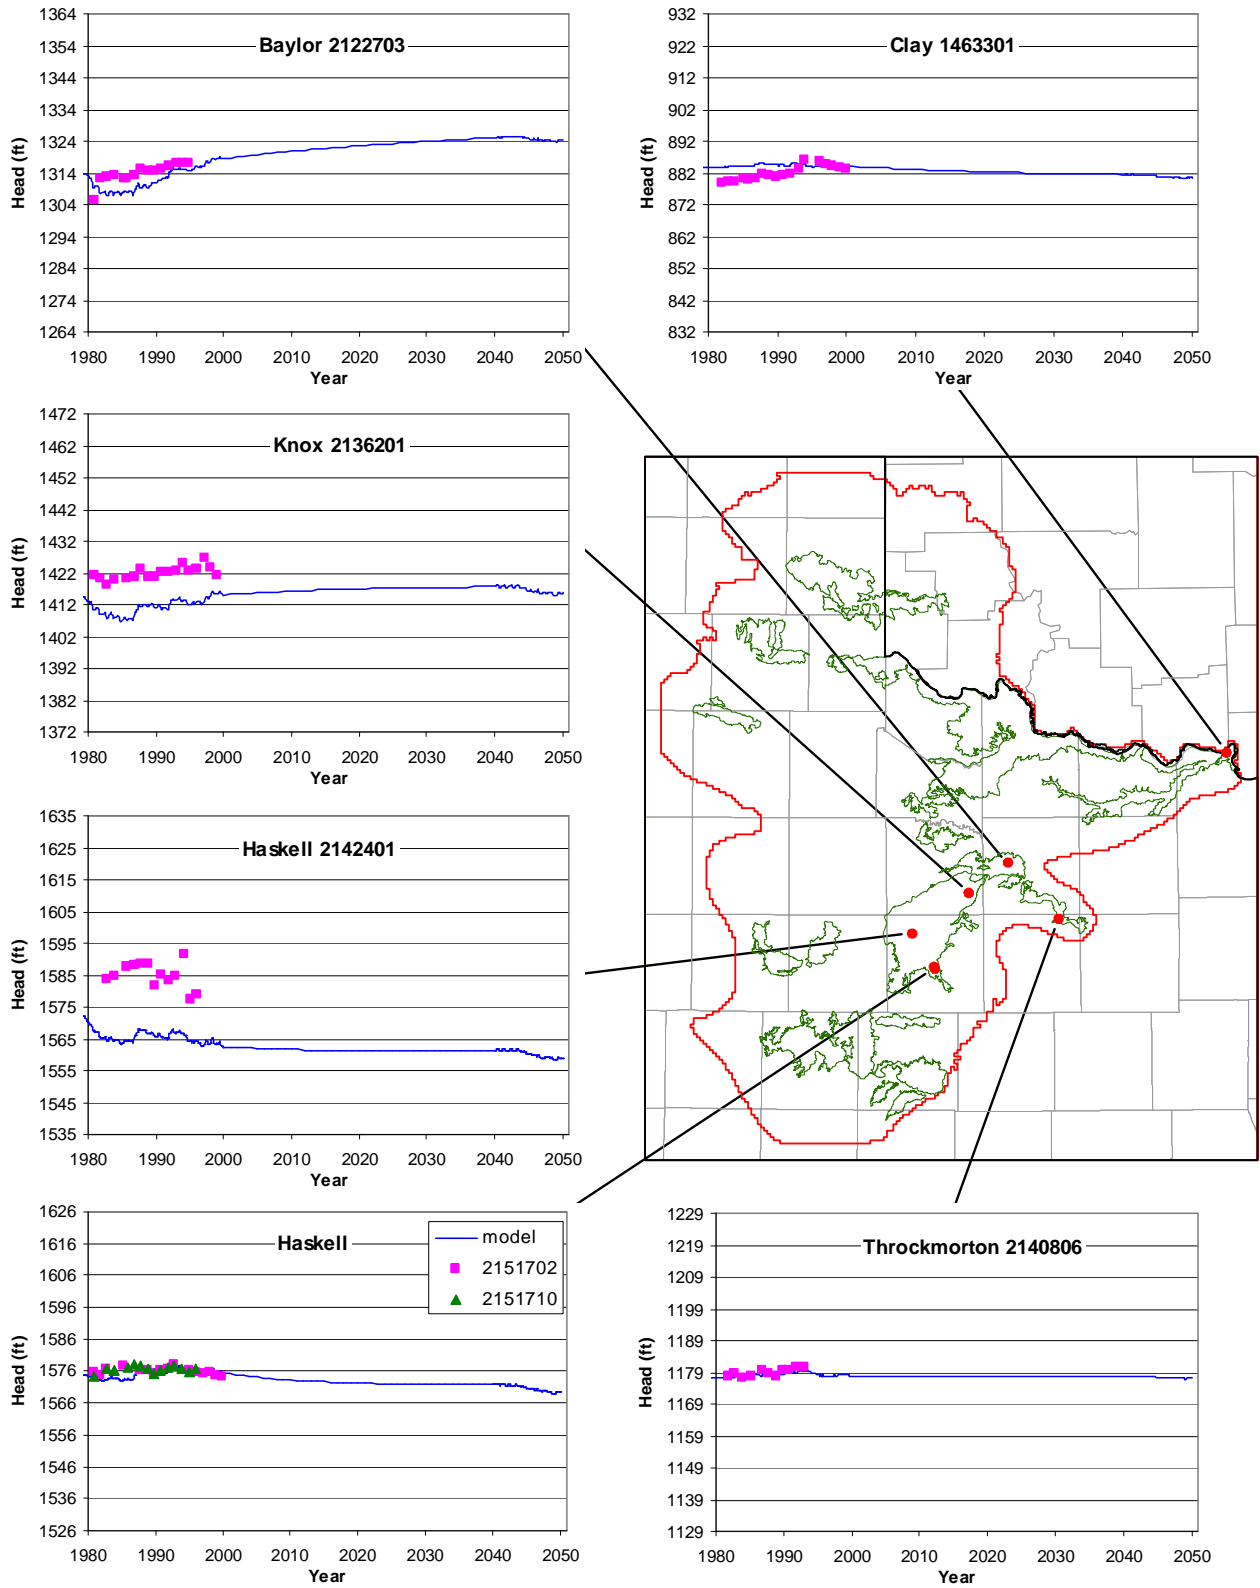 Baylor 2122703
Head (ft)
1364
1354
1344
1334
1324
1314
1304
1294
1284
1274
1264
1980 1990 2000 2010 2020 2030 2040 2050
Year
Clay 1463301
Head (ft)
932
922
912
902
892
882
872
862
852
842
832
1980 1990 2000 2010 2020 2030 2040 2050
Year
Knox 2136201
Head (ft)
1472
1462
1452
1442
1432
1422
1412
1402
1392
1382
1372
1980 1990 2000 2010 2020 2030 2040 2050
Year
Haskell 2142401
Head (ft)
1635
1625
1615
1605
1595
1585
1575
1565
1555
1545
1535
1980 1990 2000 2010 2020 2030 2040 2050
Year
Haskell
model
2151702
2151710
Head (ft)
1626
1616
1606
1596
1586
1576
1566
1556
1546
1536
1526
1980 1990 2000 2010 2020 2030 2040 2050
Year
Throckmorton 2140806
Head (ft)
1229
1219
1209
1199
1189
1179
1169
1159
1149
1139
1129
1980 1990 2000 2010 2020 2030 2040 2050
Year